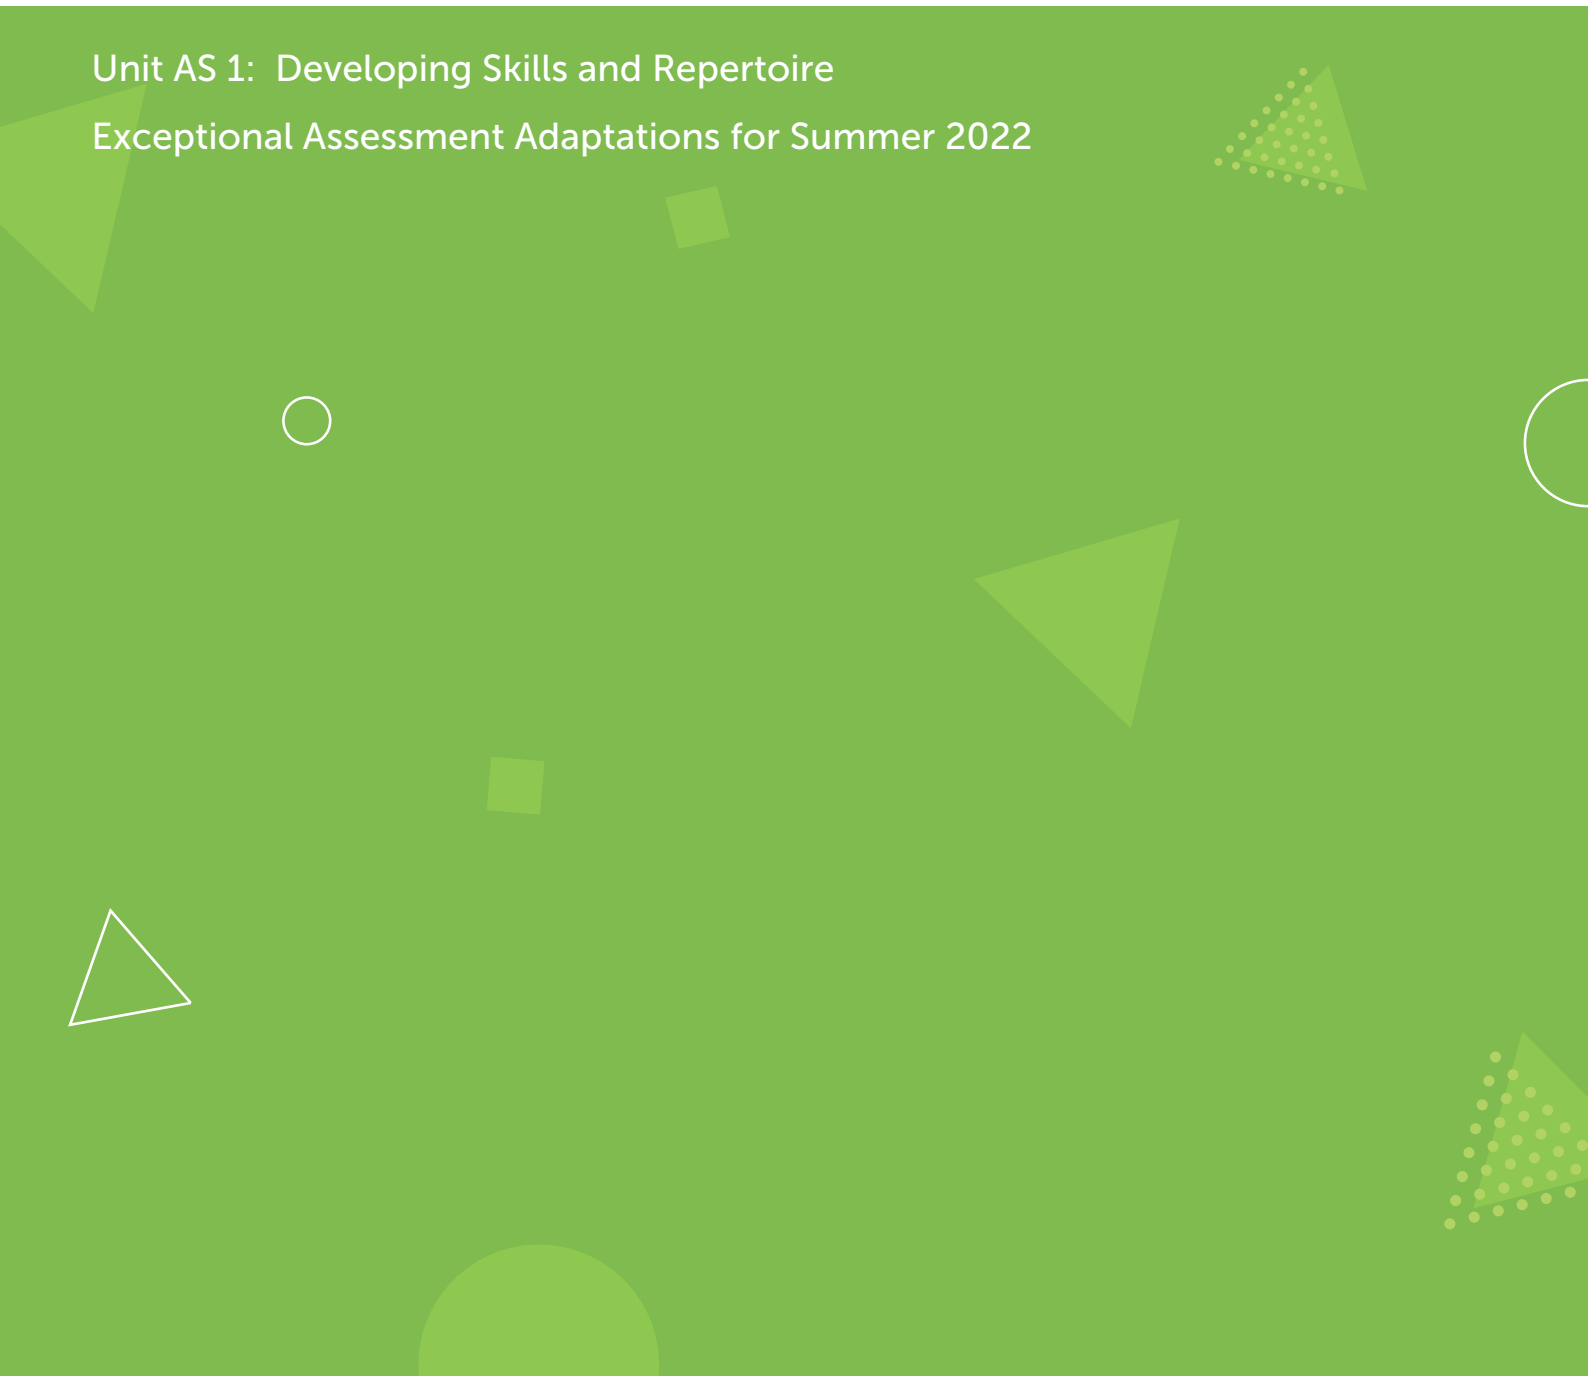 Unit AS 1: Developing Skills and Repertoire
Exceptional Assessment Adaptations for Summer 2022